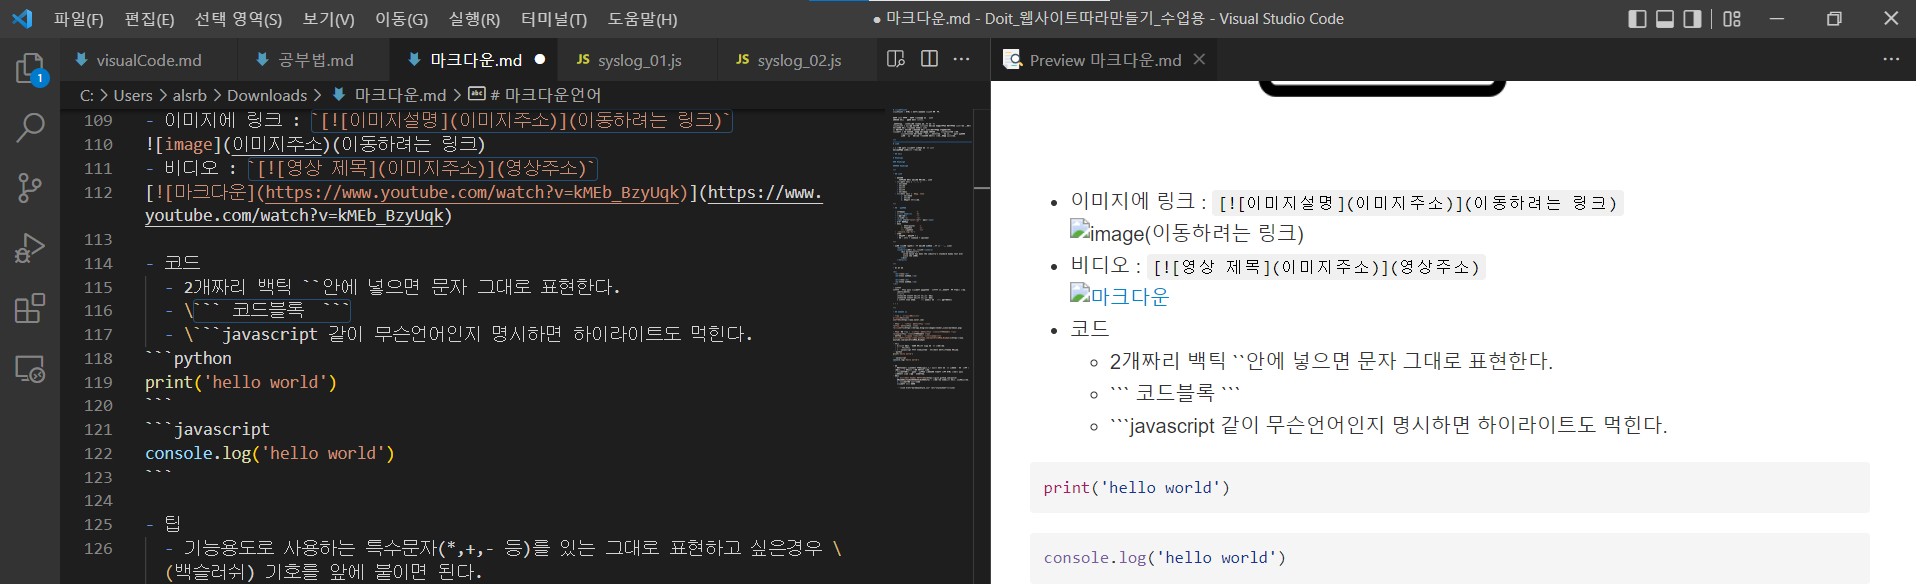 파일(F) 편집(E) 선택 영역(S) 보기(V) 이동(G) 실행(R) 터미널(T) 도움말(H)
● 마크다운.md - Doit_웹사이트따라만들기_수업용 - Visual Studio Code
1
visualCode.md 공부법.md 마크다운.md JS syslog_01.js JS syslog_02.js
C: > Users > alsrb > Downloads > 마크다운.md > abc # 마크다운언어
109 - 이미지에 링크 : `[![이미지설명](이미지주소)](이동하려는 링크)`
110 ![image](이미지주소)(이동하려는 링크)
111 - 비디오 : `[![영상 제목](이미지주소)](영상주소)`
112 [![마크다운](https://www.youtube.com/watch?v=kMEb_BzyUqk)](https://www.
youtube.com/watch?v=kMEb_BzyUqk)
113
114 - 코드
115 - 2개짜리 백틱 ``안에 넣으면 문자 그대로 표현한다.
116 - \``` 코드블록 ```
117 - \```javascript 같이 무슨언어인지 명시하면 하이라이트도 먹힌다.
118 ```python
119 print('hello world')
120 ```
121 ```javascript
122 console.log('hello world')
123 ```
124
125 - 팁
126 - 기능용도로 사용하는 특수문자(*,+,- 등)를 있는 그대로 표현하고 싶은경우 \
(백슬러쉬) 기호를 앞에 붙이면 된다.
Preview 마크다운.md
• 이미지에 링크 : [![이미지설명](이미지주소)](이동하려는 링크)
image(이동하려는 링크)
• 비디오 : [![영상 제목](이미지주소)](영상주소)
마크다운
• 코드
◦ 2개짜리 백틱 ``안에 넣으면 문자 그대로 표현한다.
◦ ``` 코드블록 ```
◦ ```javascript 같이 무슨언어인지 명시하면 하이라이트도 먹힌다.
print('hello world')
console.log('hello world')